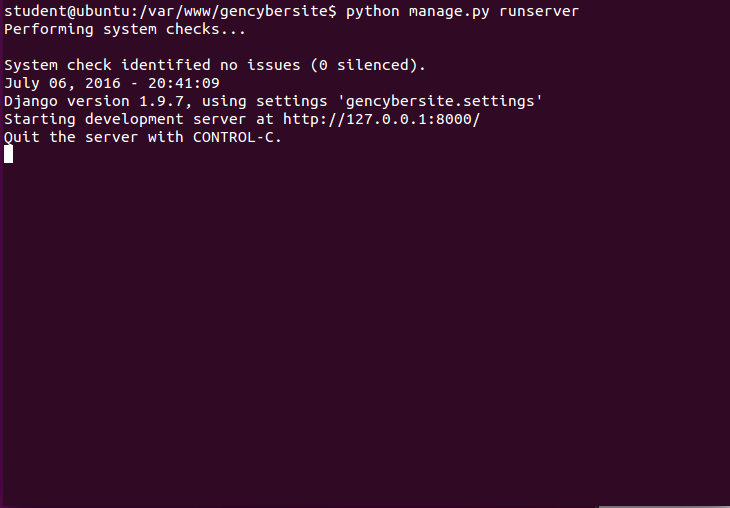 student@ubuntu:/var/www/gencybersite$ python manage.py runserver
Performing system checks...
System check identified no issues (0 silenced).
July 06, 2016 - 20:41:09
Django version 1.9.7, using settings 'gencybersite.settings'
Starting development server at http://127.0.0.1:8000/
Quit the server with CONTROL-C.